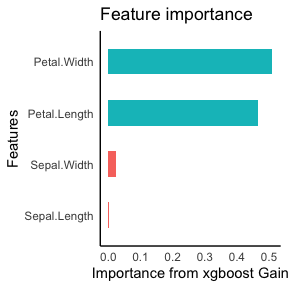 Feature importance
Features
Petal.Width
Petal.Length
Sepal.Width
Sepal.Length
0.0 0.1 0.2 0.3 0.4 0.5
Importance from xgboost Gain